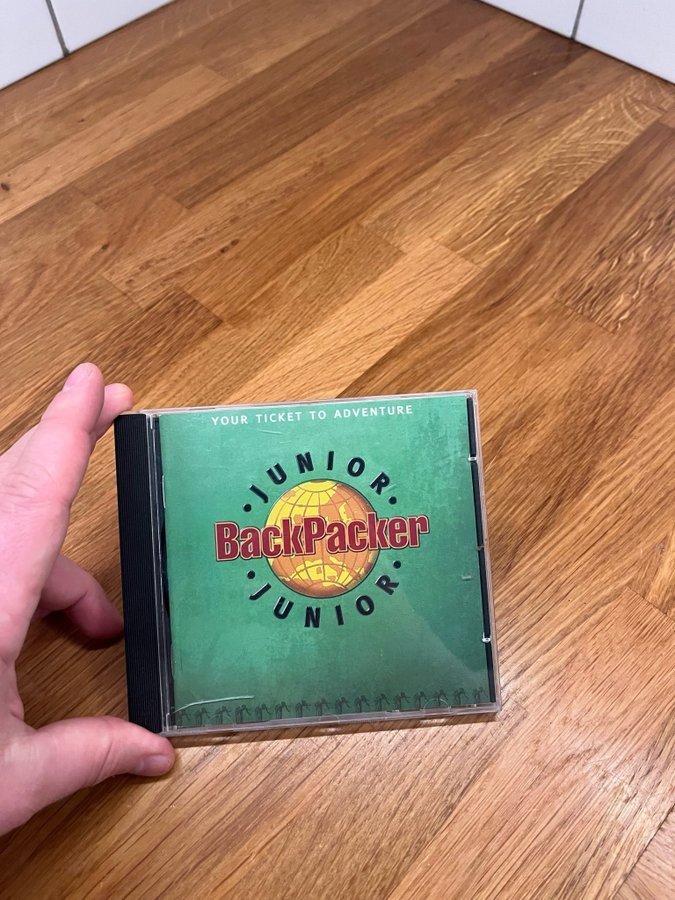 YOUR TICKET TO ADVENTURE
• JUNIOR •
BackPacker
• JUNIOR •